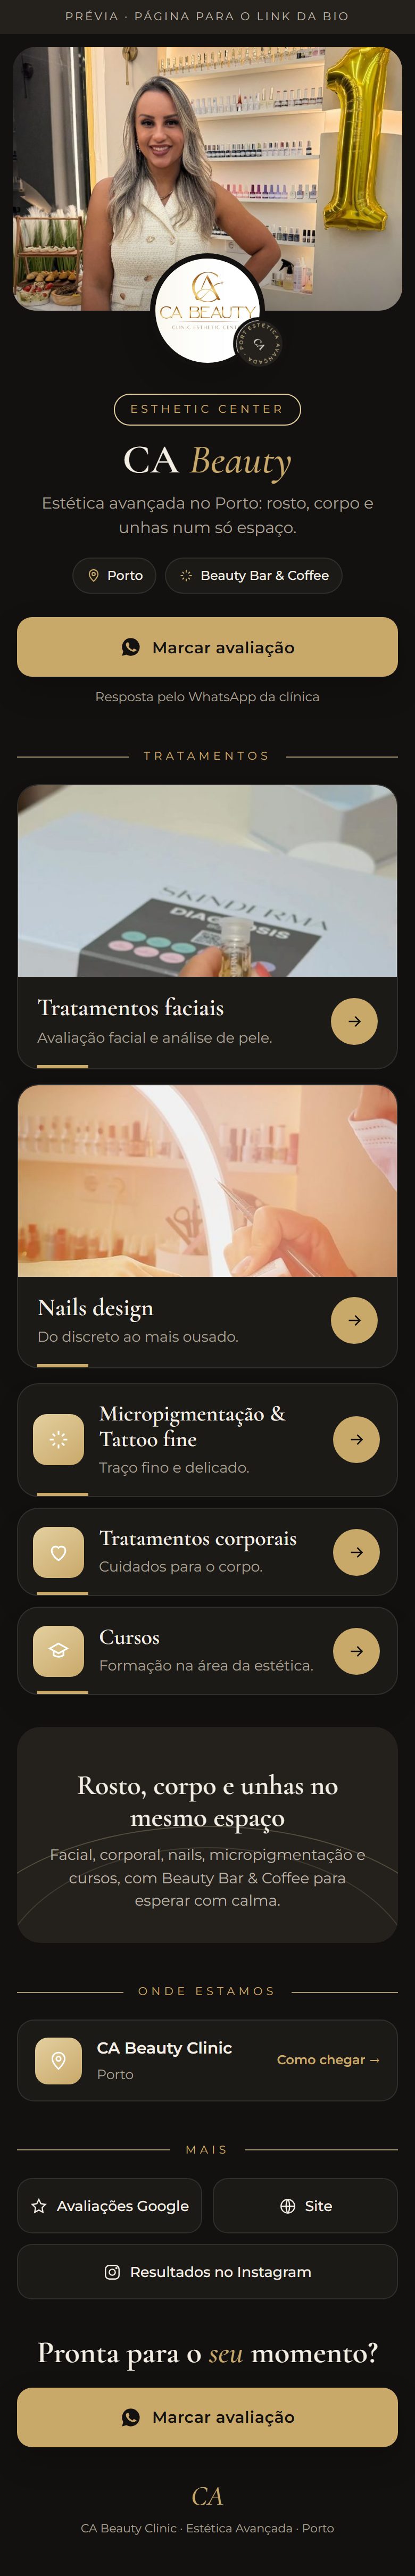 PRÉVIA · PÁGINA PARA O LINK DA BIO
CA BEAUTY
ESTHETIC CENTER
CA Beauty
Estética avançada no Porto: rosto, corpo e
unhas num só espaço.
Porto
Beauty Bar & Coffee
Marcar avaliação
Resposta pelo WhatsApp da clínica
TRATAMENTOS
SKINDERMA
DIAGNOSIS
Tratamentos faciais
Avaliação facial e análise de pele.
Nails design
Do discreto ao mais ousado.
Micropigmentação &
Tattoo fine
Traço fino e delicado.
Tratamentos corporais
Cuidados para o corpo.
Cursos
Formação na área da estética.
Rosto, corpo e unhas no
mesmo espaço
Facial, corporal, nails, micropigmentação e
cursos, com Beauty Bar & Coffee para
esperar com calma.
ONDE ESTAMOS
CA Beauty Clinic
Porto
Como chegar →
MAIS
Avaliações Google
Site
Resultados no Instagram
Pronta para o seu momento?
Marcar avaliação
CA
CA Beauty Clinic · Estética Avançada · Porto